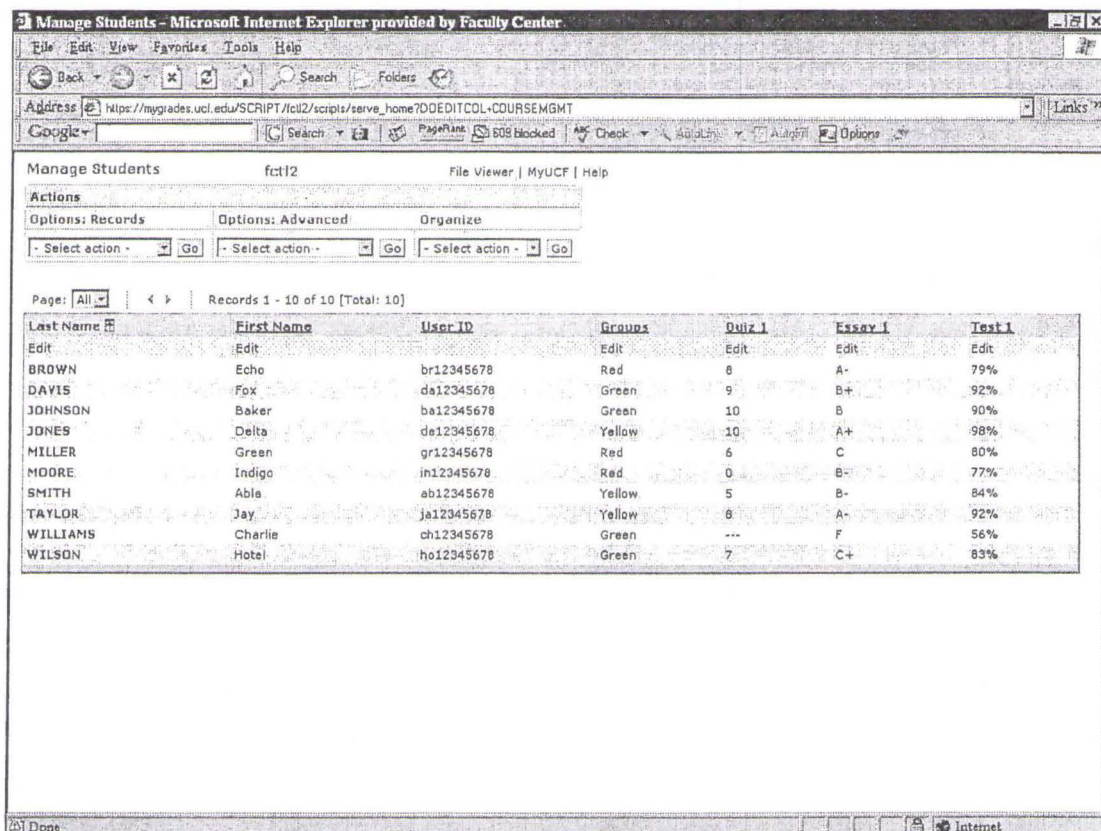 Manage Students - Microsoft Internet Explorer provided by Faculty Center
File Edit View Favorites Tools Help
Back Search Folders
Address https://mygrades.ucf.edu/SCRIPT/fctl2/scripts/serve_home?DOEDITCOL+COURSEMGMT Links »
Google Search PageRank 609 blocked ABC Check AutoLink AutoFill Options
Manage Students fctl2 File Viewer | MyUCF | Help
Actions
Options: Records Options: Advanced Organize
- Select action - Go - Select action - Go - Select action - Go
Page: All Records 1 - 10 of 10 [Total: 10]
Last Name First Name User ID Groups Quiz 1 Essay 1 Test 1
Edit Edit Edit Edit Edit Edit
BROWN Echo br12345678 Red 8 A- 79%
DAVIS Fox da12345678 Green 9 B+ 92%
JOHNSON Baker ba12345678 Green 10 B 90%
JONES Delta de12345678 Yellow 10 A+ 98%
MILLER Green gr12345678 Red 6 C 80%
MOORE Indigo in12345678 Red 0 B- 77%
SMITH Able ab12345678 Yellow 5 B- 84%
TAYLOR Jay ja12345678 Yellow 8 A- 92%
WILLIAMS Charlie ch12345678 Green --- F 56%
WILSON Hotel ho12345678 Green 7 C+ 83%
Done Internet